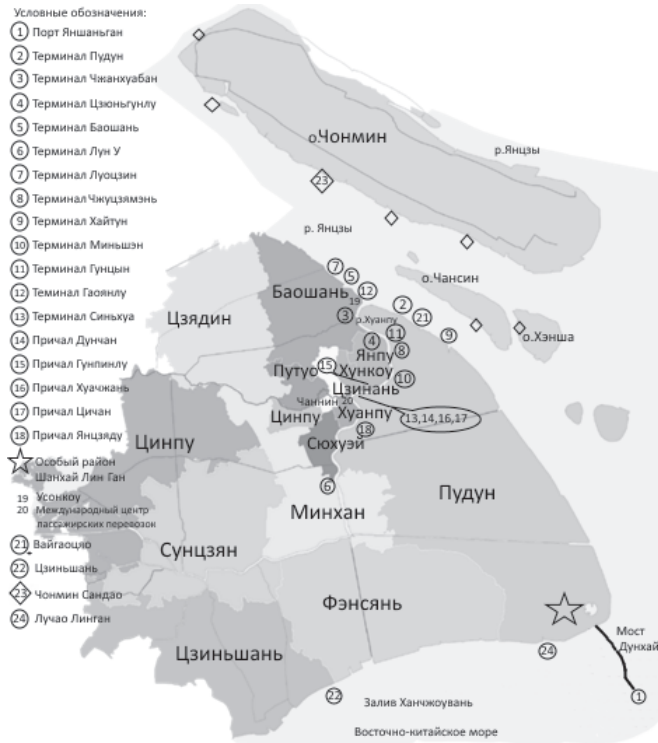 Условные обозначения:
1 Порт Яншаньган
2 Терминал Пудун
3 Терминал Чжанхуабан
4 Терминал Цзюньгунлу
5 Терминал Баошань
6 Терминал Лун У
7 Терминал Луоцзин
8 Терминал Чжуцзямэнь
9 Терминал Хайтун
10 Терминал Миньшэн
11 Терминал Гунцын
12 Теминал Гаоянлу
13 Терминал Синьхуа
14 Причал Дунчан
15 Причал Гунпинлу
16 Причал Хуачжань
17 Причал Цичан
18 Причал Янцзяду
Особый район
Шанхай Лин Ган
19 Усонкоу
20 Международный центр
пассажирских перевозок
21 Вайгаоцяо
22 Цзиньшань
23 Чонмин Сандао
24 Лучао Линган
о.Чонмин
р.Янцзы
23
р. Янцзы
7
5
12
о.Чансин
Баошань
19
2
21
Цзядин
3
р.Хуанпу
11
9
о.Хэнша
4
8
Янпу
Путуо
15
Хункоу
10
Цзинань
Чаннин
20
Цинпу
Хуанпу
13,14,16,17
Цинпу
18
Сюхуэй
6
Пудун
Минхан
Сунцзян
Фэнсянь
Мост
Дунхай
Цзиньшань
24
22
1
Залив Ханчжоувань
Восточно-китайское море